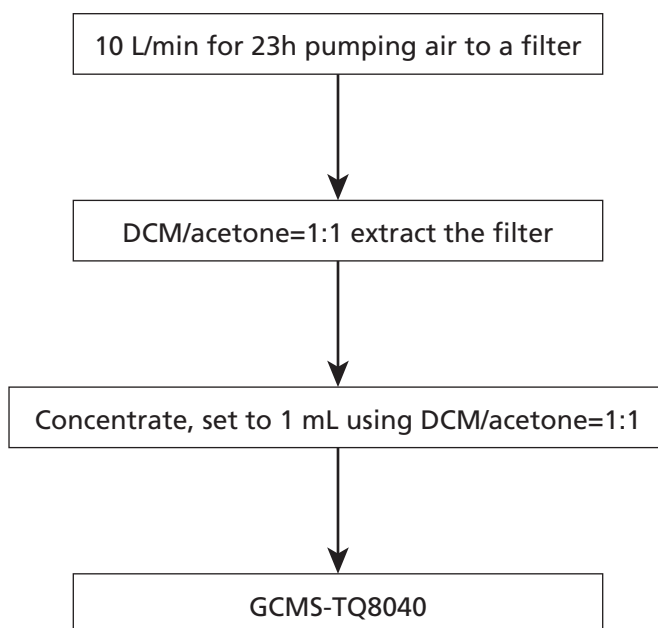 10 L/min for 23h pumping air to a filter
DCM/acetone=1:1 extract the filter
Concentrate, set to 1 mL using DCM/acetone=1:1
GCMS-TQ8040